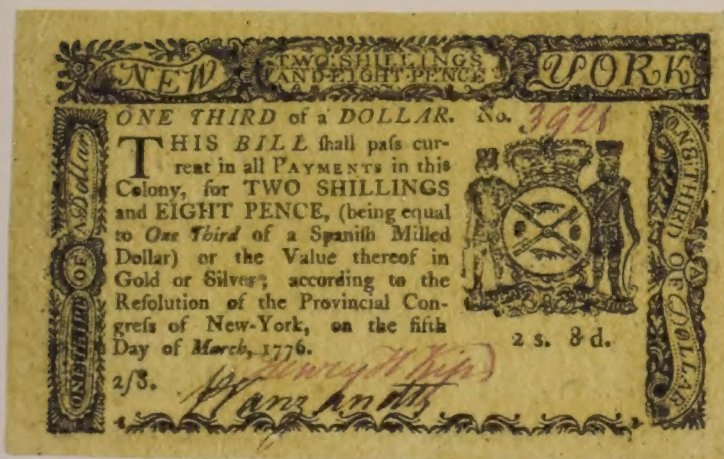 NEW
TWO SHILLINGS
AND EIGHT PENCE
YORK
ONE THIRD of a DOLLAR. No. 3921
THIS BILL ſhall paſs cur-
rent in all PAYMENTS in this
Colony, for TWO SHILLINGS
and EIGHT PENCE, (being equal
to One Third of a Spaniſh Milled
Dollar) or the Value thereof in
Gold or Silver; according to the
Reſolution of the Provincial Con-
greſs of New-York, on the fifth
Day of March, 1776.
2 s. 8 d.
2/8.
Henry H Kip
ONE THIRD OF A Dollar
ONE THIRD OF A DOLLAR